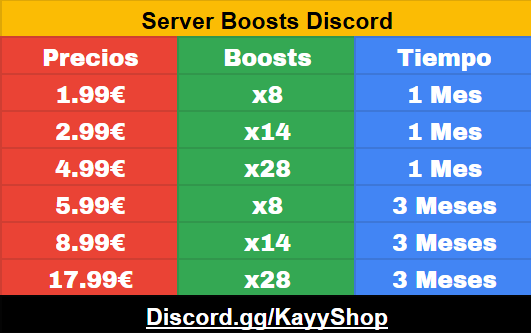 Server Boosts Discord
Precios Boosts Tiempo
1.99€ x8 1 Mes
2.99€ x14 1 Mes
4.99€ x28 1 Mes
5.99€ x8 3 Meses
8.99€ x14 3 Meses
17.99€ x28 3 Meses
Discord.gg/KayyShop